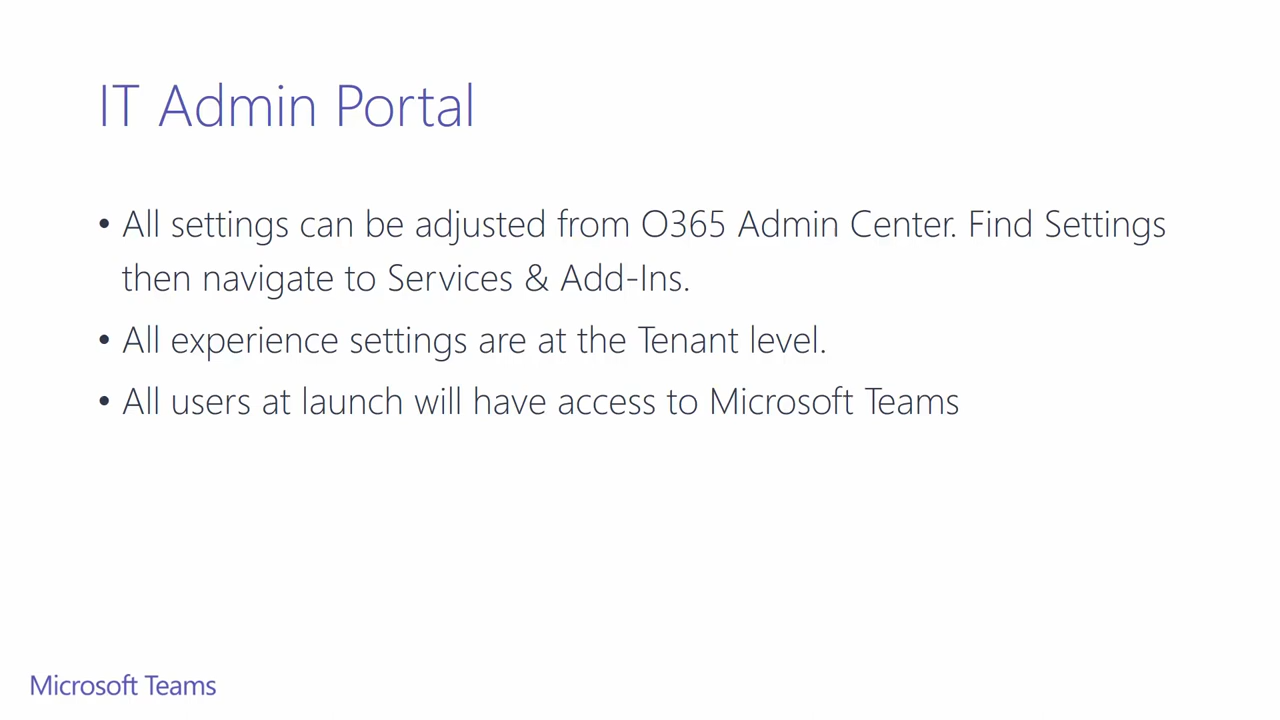 IT Admin Portal
• All settings can be adjusted from O365 Admin Center. Find Settings
then navigate to Services & Add-Ins.
• All experience settings are at the Tenant level.
• All users at launch will have access to Microsoft Teams
Microsoft Teams